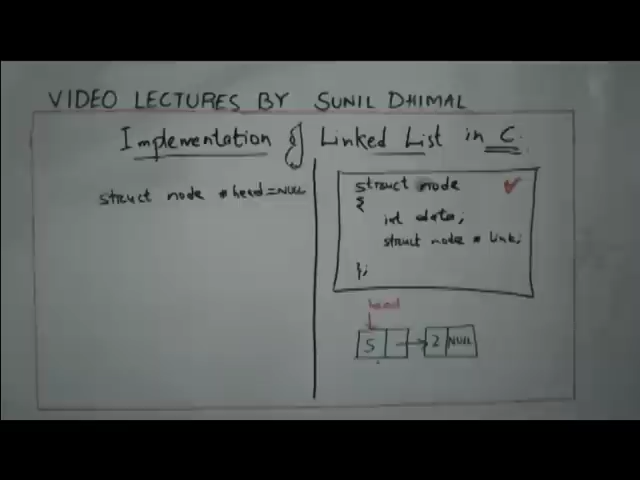 VIDEO LECTURES BY SUNIL DHIMAL
Implementation of Linked List in C.
struct node *head=NULL
struct node
{
int data;
struct node * link;
};
head
5 2 NULL